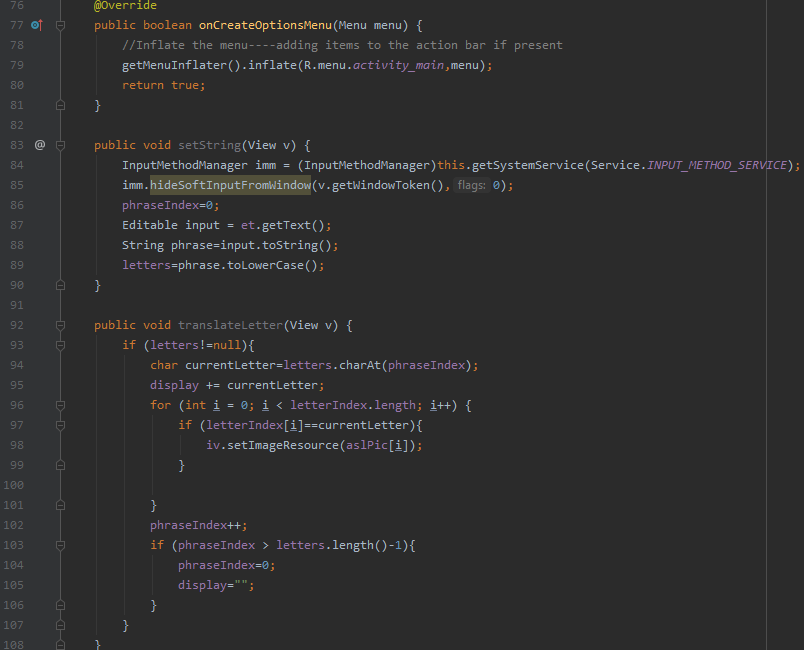 76 @Override
77 public boolean onCreateOptionsMenu(Menu menu) {
78 //Inflate the menu----adding items to the action bar if present
79 getMenuInflater().inflate(R.menu.activity_main,menu);
80 return true;
81 }
82
83 @ public void setString(View v) {
84 InputMethodManager imm = (InputMethodManager)this.getSystemService(Service.INPUT_METHOD_SERVICE);
85 imm.hideSoftInputFromWindow(v.getWindowToken(), flags: 0);
86 phraseIndex=0;
87 Editable input = et.getText();
88 String phrase=input.toString();
89 letters=phrase.toLowerCase();
90 }
91
92 public void translateLetter(View v) {
93 if (letters!=null){
94 char currentLetter=letters.charAt(phraseIndex);
95 display += currentLetter;
96 for (int i = 0; i < letterIndex.length; i++) {
97 if (letterIndex[i]==currentLetter){
98 iv.setImageResource(aslPic[i]);
99 }
100
101 }
102 phraseIndex++;
103 if (phraseIndex > letters.length()-1){
104 phraseIndex=0;
105 display="";
106 }
107 }
108 }